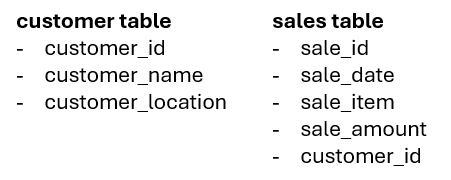 customer table
- customer_id
- customer_name
- customer_location
sales table
- sale_id
- sale_date
- sale_item
- sale_amount
- customer_id